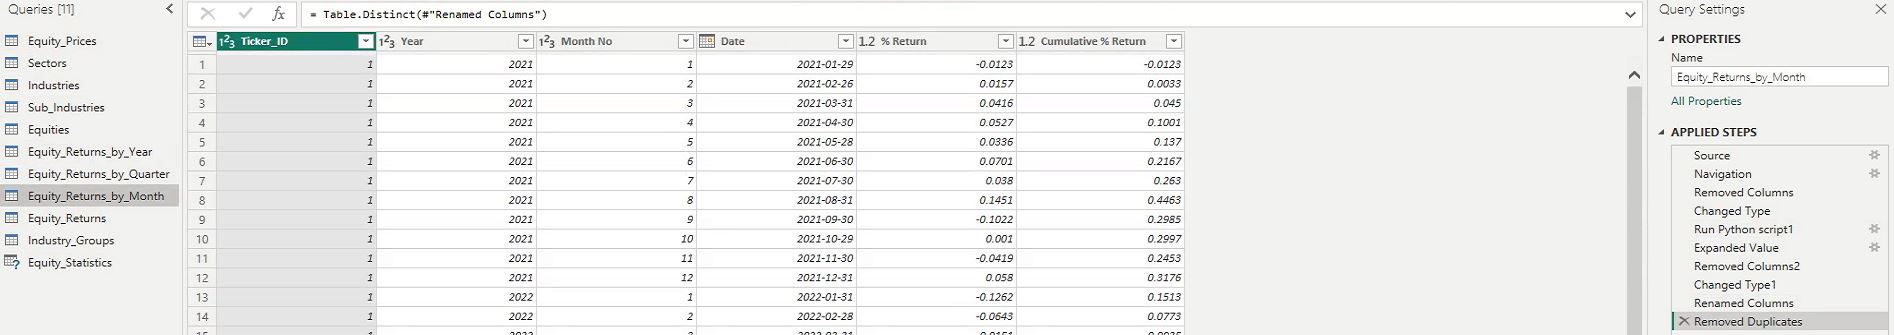 Queries [11]
Equity_Prices
Sectors
Industries
Sub_Industries
Equities
Equity_Returns_by_Year
Equity_Returns_by_Quarter
Equity_Returns_by_Month
Equity_Returns
Industry_Groups
Equity_Statistics
fx = Table.Distinct(#"Renamed Columns")
1²3 Ticker_ID 1²3 Year 1²3 Month No Date 1.2 % Return 1.2 Cumulative % Return
1 1 2021 1 2021-01-29 -0.0123 -0.0123
2 1 2021 2 2021-02-26 0.0157 0.0033
3 1 2021 3 2021-03-31 0.0416 0.045
4 1 2021 4 2021-04-30 0.0527 0.1001
5 1 2021 5 2021-05-28 0.0336 0.137
6 1 2021 6 2021-06-30 0.0701 0.2167
7 1 2021 7 2021-07-30 0.038 0.263
8 1 2021 8 2021-08-31 0.1451 0.4463
9 1 2021 9 2021-09-30 -0.1022 0.2985
10 1 2021 10 2021-10-29 0.001 0.2997
11 1 2021 11 2021-11-30 -0.0419 0.2453
12 1 2021 12 2021-12-31 0.058 0.3176
13 1 2022 1 2022-01-31 -0.1262 0.1513
14 1 2022 2 2022-02-28 -0.0643 0.0773
Query Settings
PROPERTIES
Name
Equity_Returns_by_Month
All Properties
APPLIED STEPS
Source
Navigation
Removed Columns
Changed Type
Run Python script1
Expanded Value
Removed Columns2
Changed Type1
Renamed Columns
Removed Duplicates